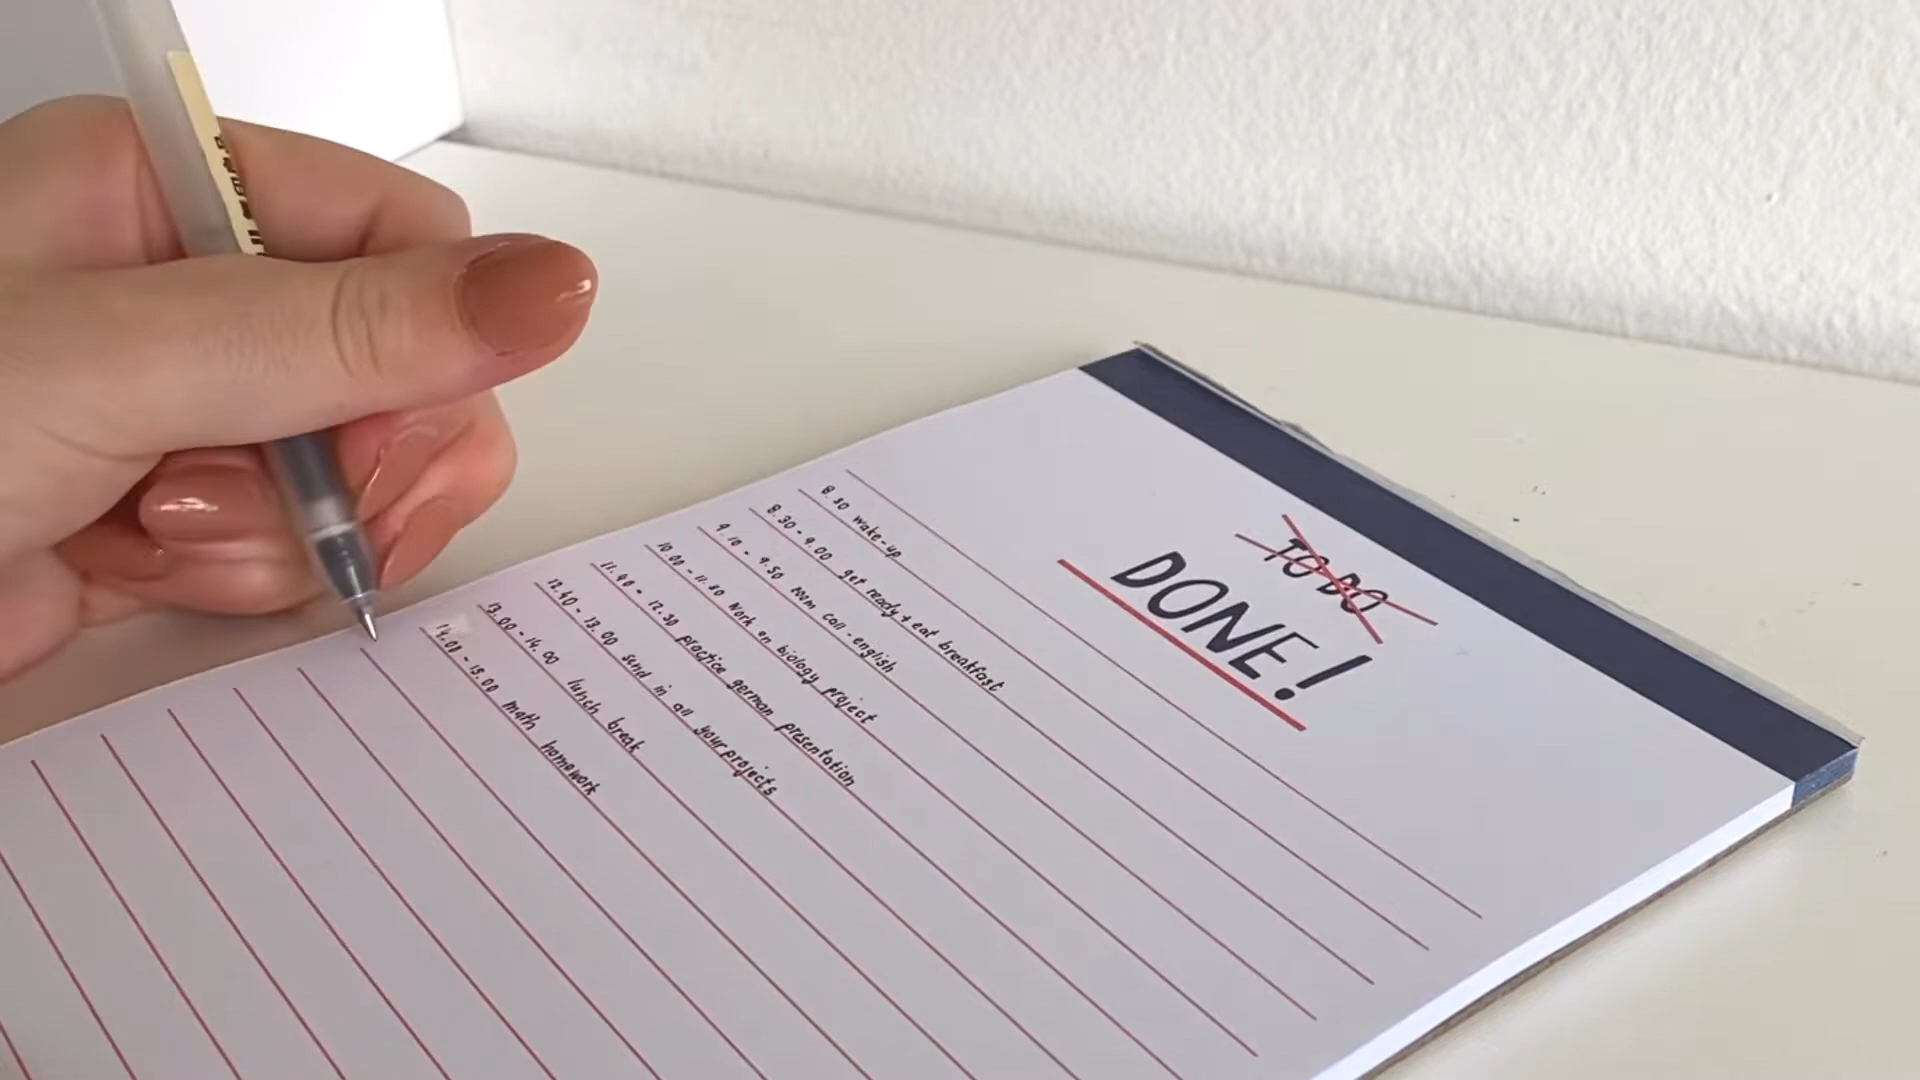 TO DO
DONE!
8.30 wake-up
8.30 - 9.00 get ready + eat breakfast
9.10 - 9.50 zoom call - english
10.00 - 11.30 work on biology project
11.40 - 12.30 practice german presentation
12.40 - 13.00 send in all your projects
13.00 - 14.00 lunch break
14.00 - 15.00 math homework